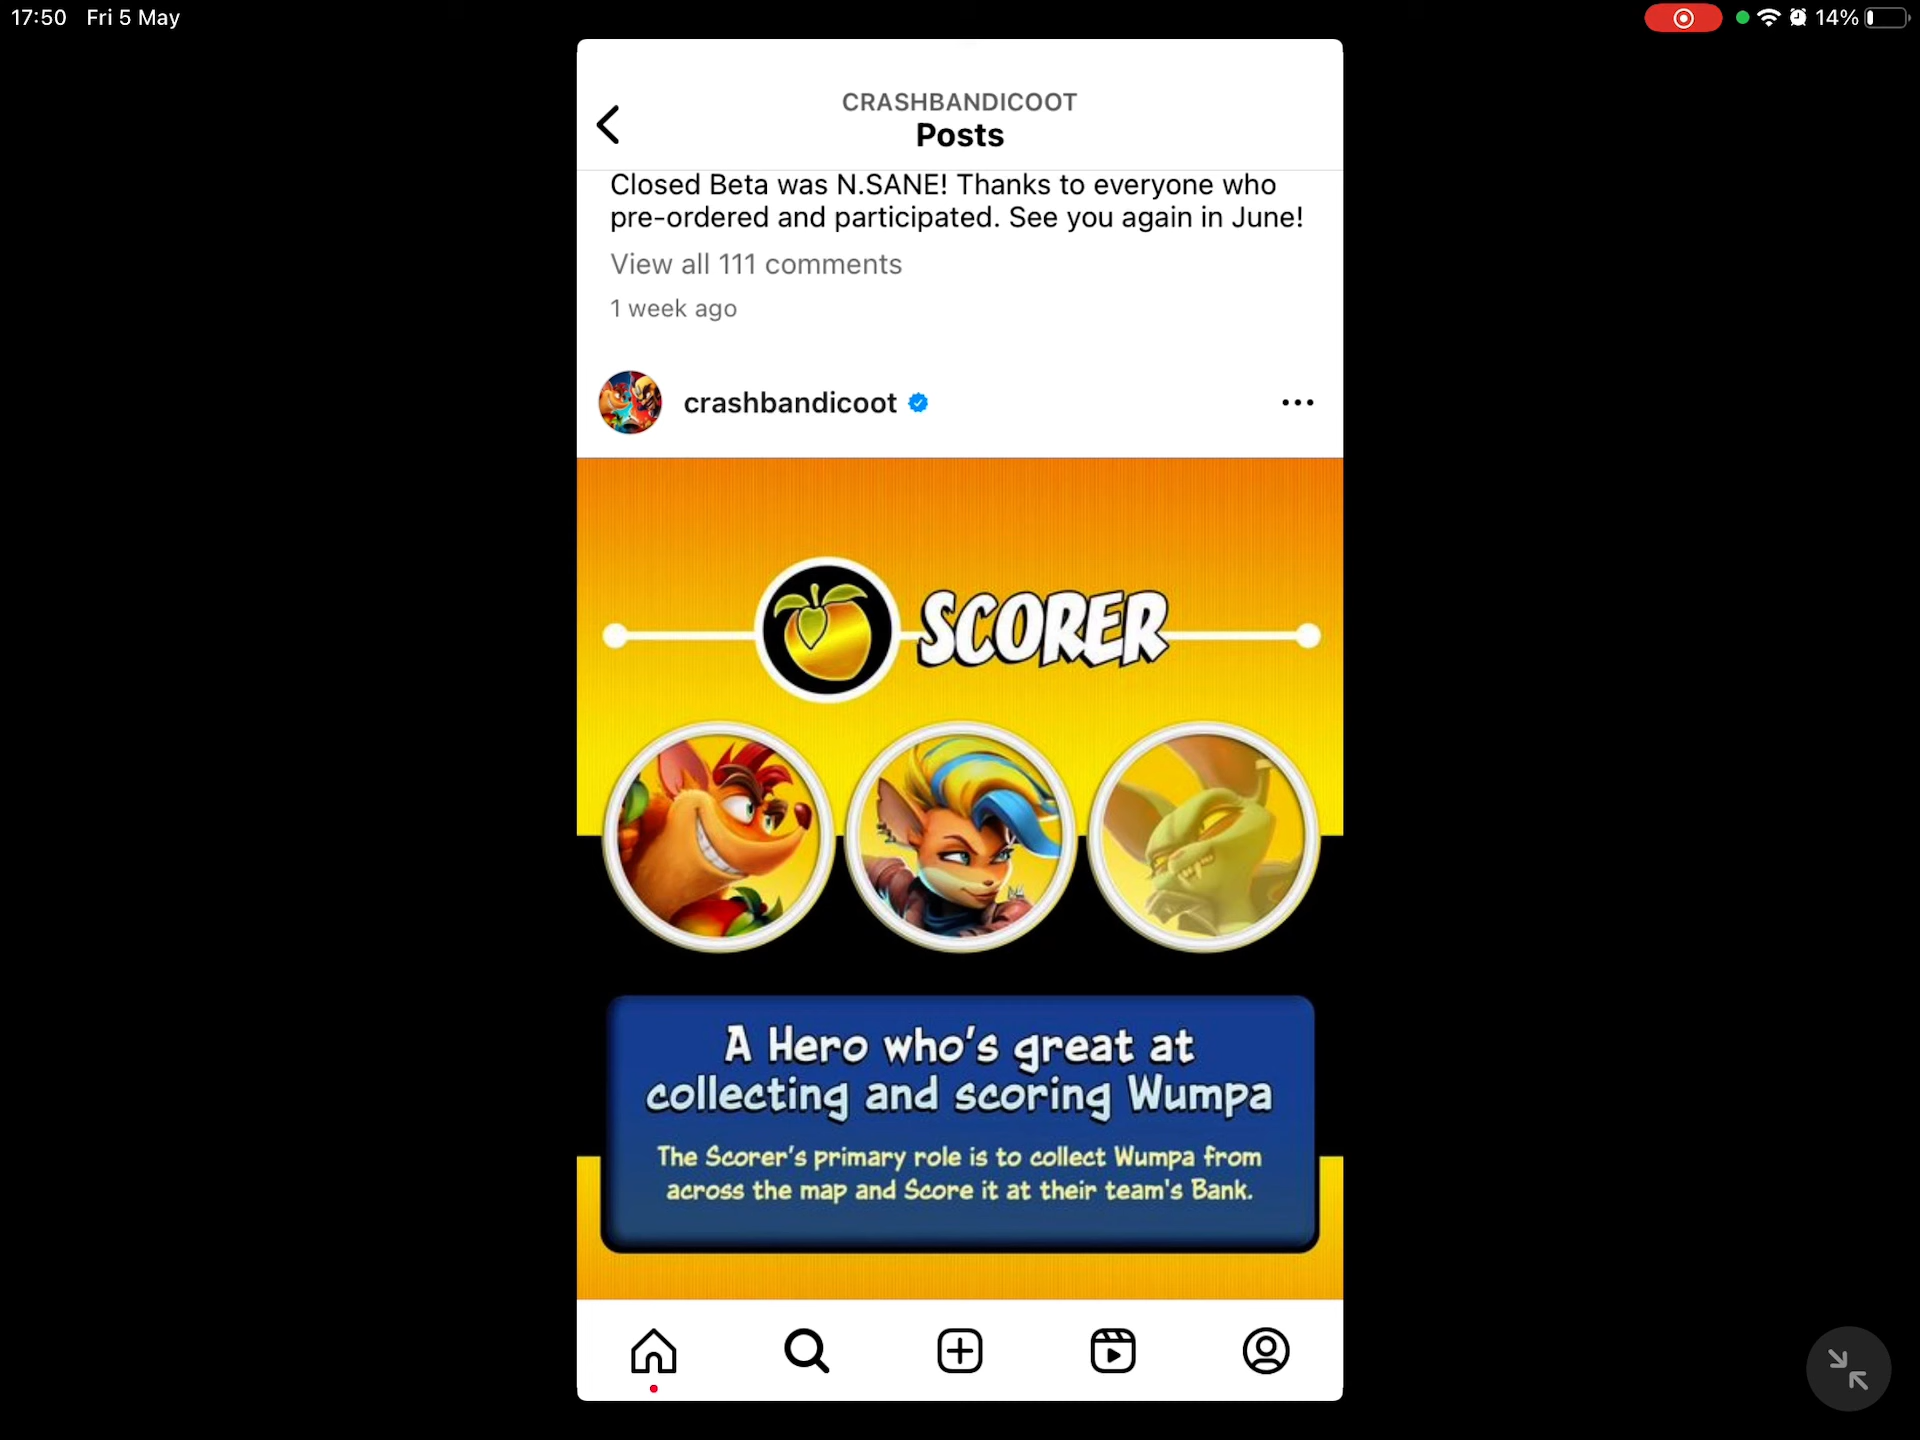 17:50 Fri 5 May 14%
CRASHBANDICOOT
Posts
Closed Beta was N.SANE! Thanks to everyone who
pre-ordered and participated. See you again in June!
View all 111 comments
1 week ago
crashbandicoot
SCORER
A Hero who's great at
collecting and scoring Wumpa
The Scorer's primary role is to collect Wumpa from
across the map and Score it at their team's Bank.